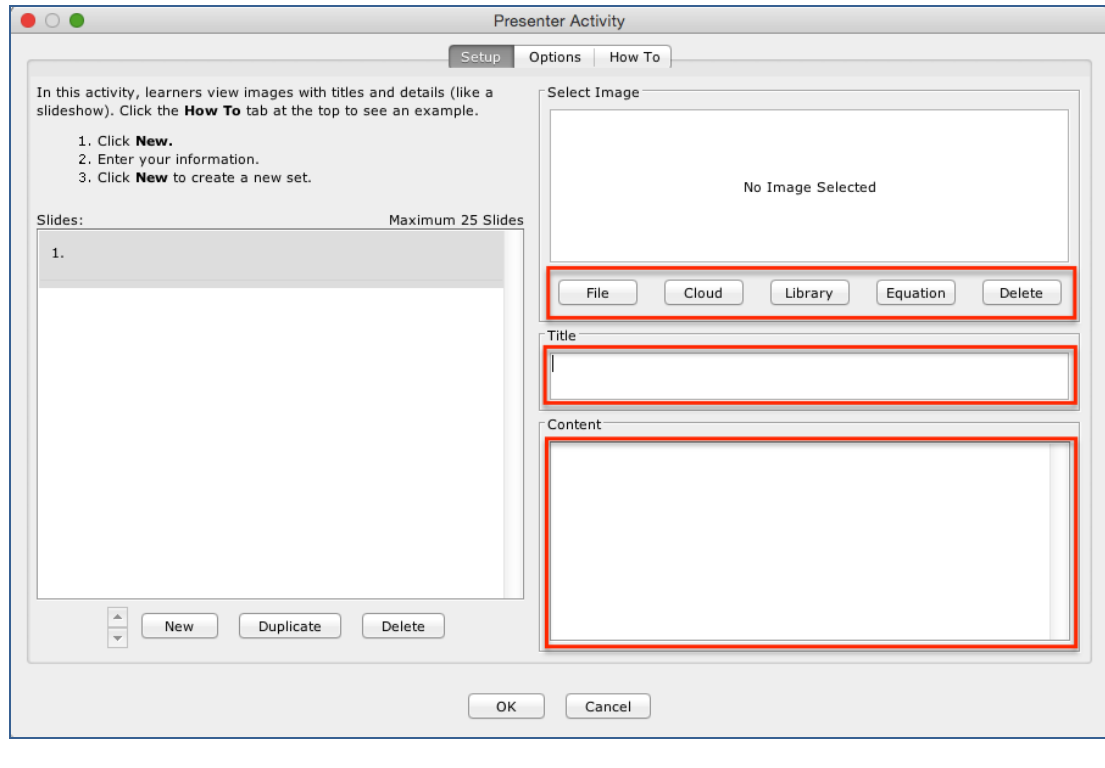 Presenter Activity
Setup Options How To
In this activity, learners view images with titles and details (like a
slideshow). Click the How To tab at the top to see an example.
1. Click New.
2. Enter your information.
3. Click New to create a new set.
Slides: Maximum 25 Slides
1.
New Duplicate Delete
Select Image
No Image Selected
File Cloud Library Equation Delete
Title
Content
OK Cancel